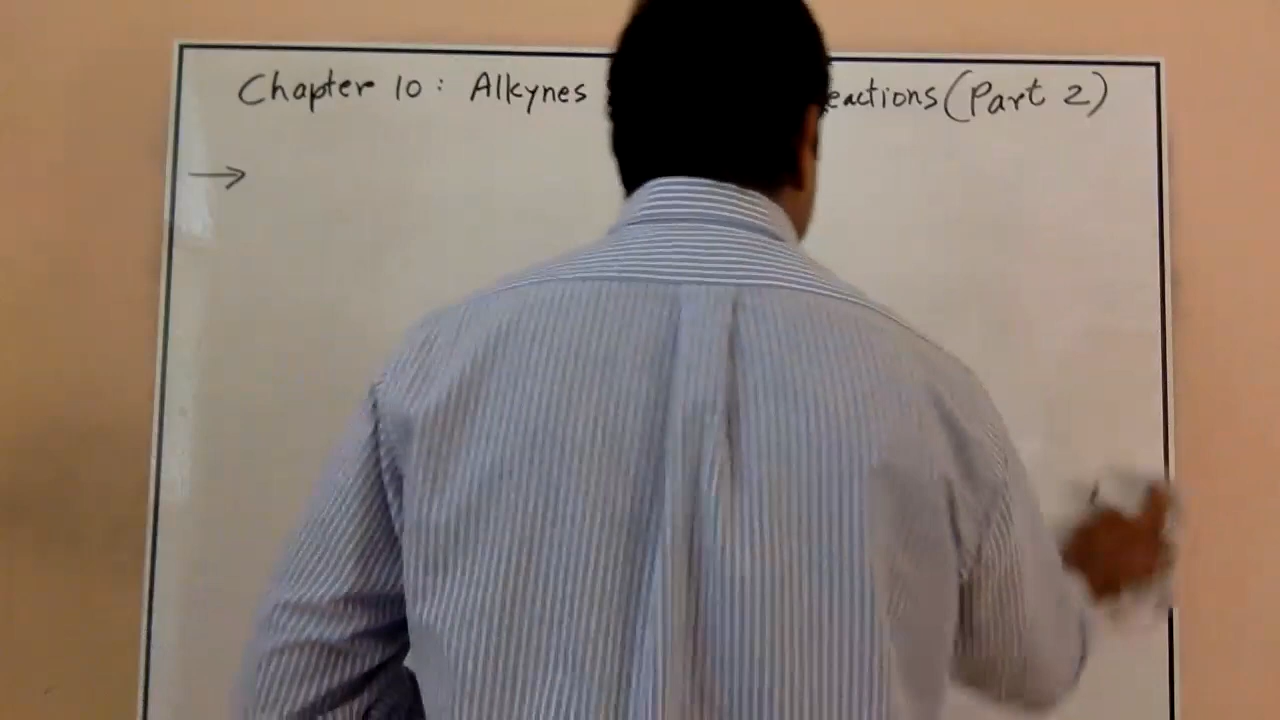 Chapter 10: Alkynes eactions (Part 2)
→